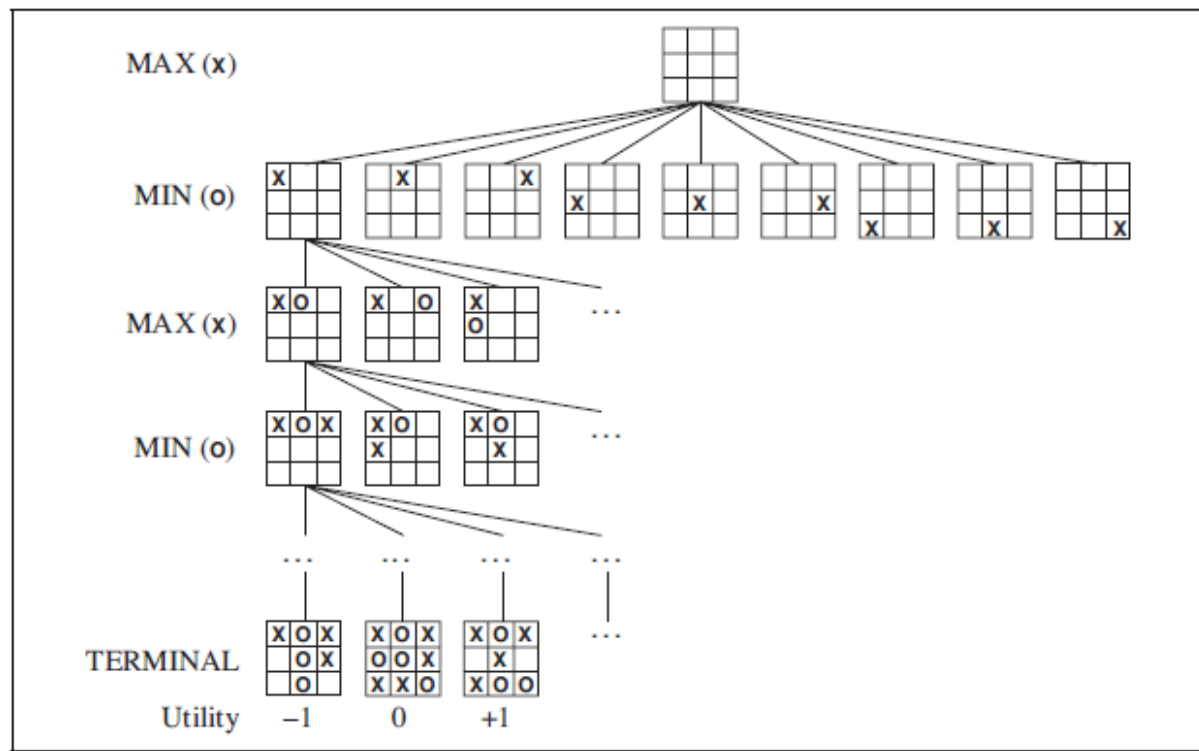 MAX (X)
MIN (O)
X X X X X X X X X
MAX (X)
X O X O X
O
...
MIN (O)
X O X X O X O
X X
...
... ... ... ...
TERMINAL
X O X X O X X O X
O X O O X X
O X X O X O O
...
Utility –1 0 +1